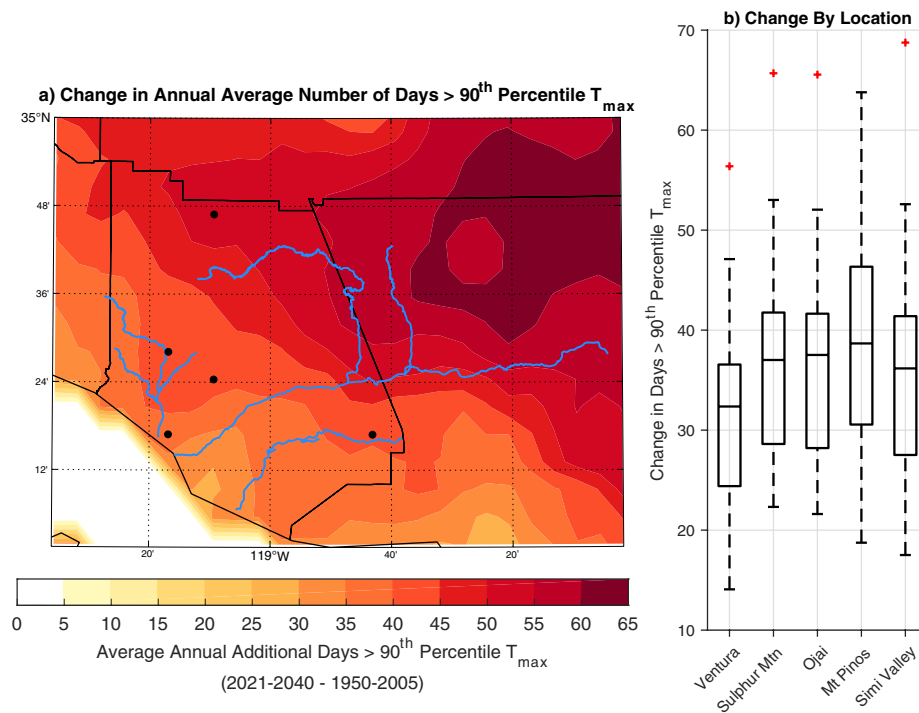 a) Change in Annual Average Number of Days > 90th Percentile Tmax
35°N
48'
36'
24'
12'
20'
119°W
40'
20'
0 5 10 15 20 25 30 35 40 45 50 55 60 65
Average Annual Additional Days > 90th Percentile Tmax
(2021-2040 - 1950-2005)
b) Change By Location
Change in Days > 90th Percentile Tmax
70
60
50
40
30
20
10
Ventura
Sulphur Mtn
Ojai
Mt Pinos
Simi Valley